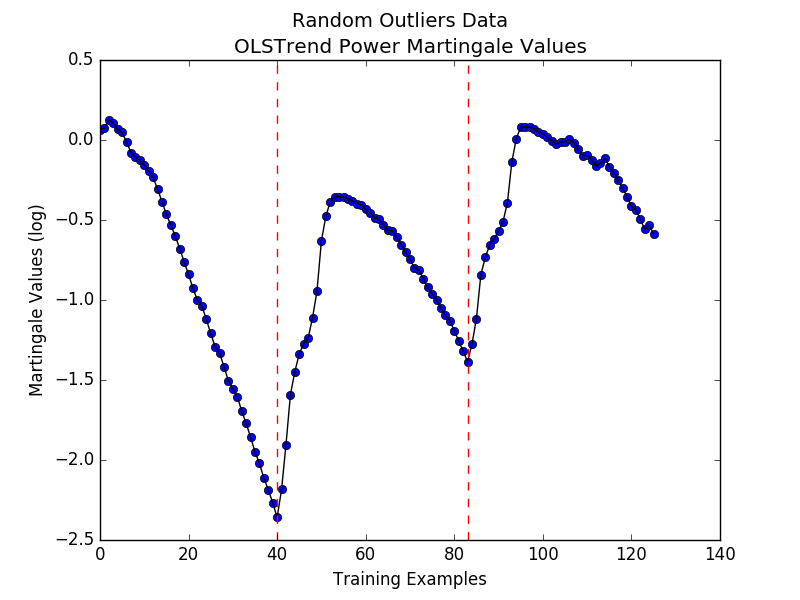 Random Outliers Data
OLSTrend Power Martingale Values
0.5
0.0
−0.5
−1.0
−1.5
−2.0
−2.5
Martingale Values (log)
0 20 40 60 80 100 120 140
Training Examples